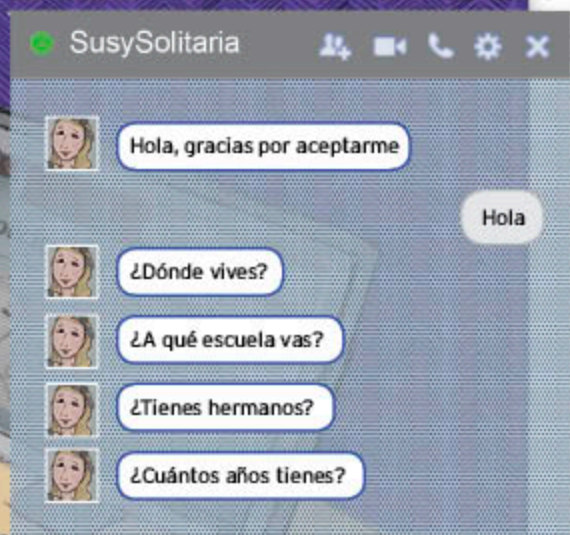 SusySolitaria
Hola, gracias por aceptarme
Hola
¿Dónde vives?
¿A qué escuela vas?
¿Tienes hermanos?
¿Cuántos años tienes?